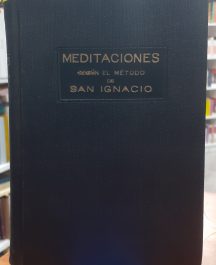 MEDITACIONES
SEGÚN EL MÉTODO
DE
SAN IGNACIO